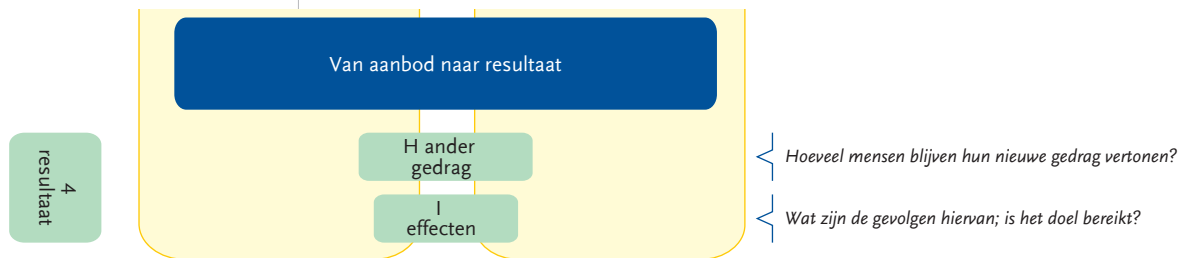 Van aanbod naar resultaat
4
resultaat
H ander
gedrag
Hoeveel mensen blijven hun nieuwe gedrag vertonen?
I
effecten
Wat zijn de gevolgen hiervan; is het doel bereikt?